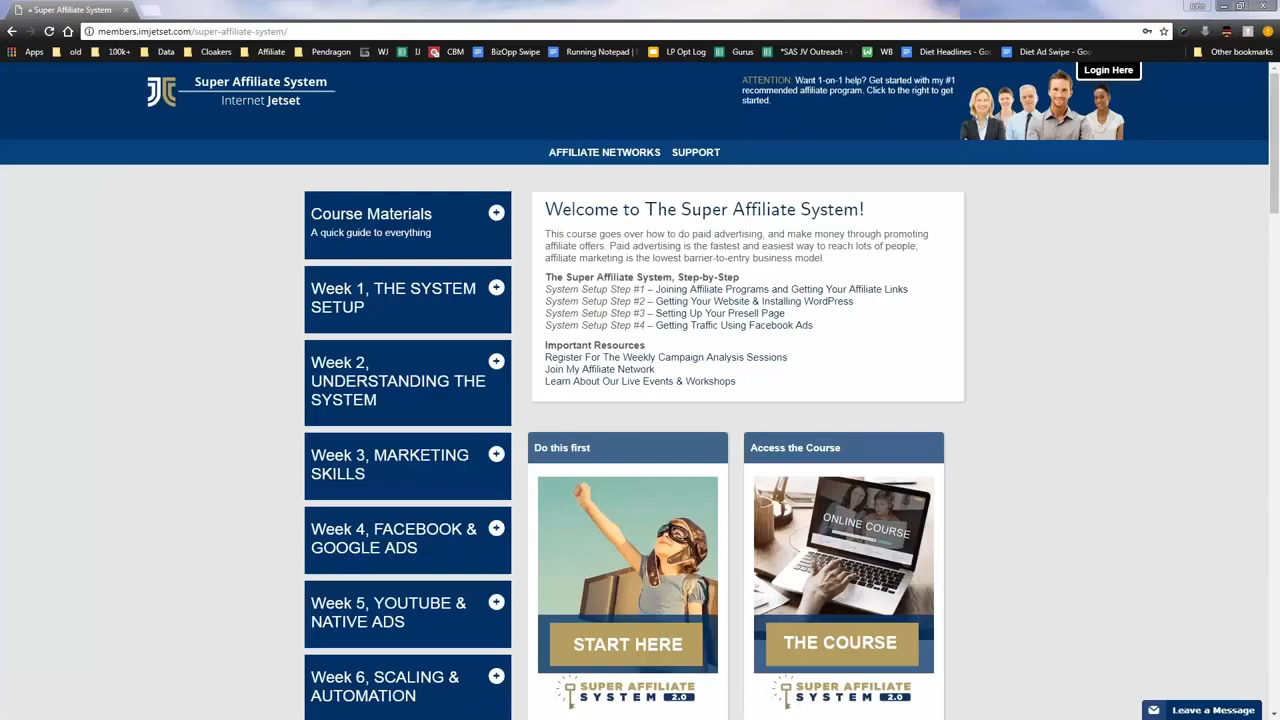 Super Affiliate System
members.imjetset.com/super-affiliate-system/
Apps
old
100k+
Data
Cloakers
Affiliate
Pendragon
WJ
IJ
CBM
BizOpp Swipe
Running Notepad
LP Opt Log
Gurus
*SAS JV Outreach - 
WB
Diet Headlines - Go
Diet Ad Swipe - Goo
Other bookmarks
Super Affiliate System
Internet Jetset
ATTENTION: Want 1-on-1 help? Get started with my #1
recommended affiliate program. Click to the right to get
started.
Login Here
AFFILIATE NETWORKS SUPPORT
Course Materials
A quick guide to everything
Week 1, THE SYSTEM
SETUP
Week 2,
UNDERSTANDING THE
SYSTEM
Week 3, MARKETING
SKILLS
Week 4, FACEBOOK &
GOOGLE ADS
Week 5, YOUTUBE &
NATIVE ADS
Week 6, SCALING &
AUTOMATION
Welcome to The Super Affiliate System!
This course goes over how to do paid advertising, and make money through promoting
affiliate offers. Paid advertising is the fastest and easiest way to reach lots of people;
affiliate marketing is the lowest barrier-to-entry business model.
The Super Affiliate System, Step-by-Step
System Setup Step #1 – Joining Affiliate Programs and Getting Your Affiliate Links
System Setup Step #2 – Getting Your Website & Installing WordPress
System Setup Step #3 – Setting Up Your Presell Page
System Setup Step #4 – Getting Traffic Using Facebook Ads
Important Resources
Register For The Weekly Campaign Analysis Sessions
Join My Affiliate Network
Learn About Our Live Events & Workshops
Do this first
START HERE
SUPER AFFILIATE
SYSTEM 2.0
Access the Course
ONLINE COURSE
THE COURSE
SUPER AFFILIATE
SYSTEM 2.0
Leave a Message